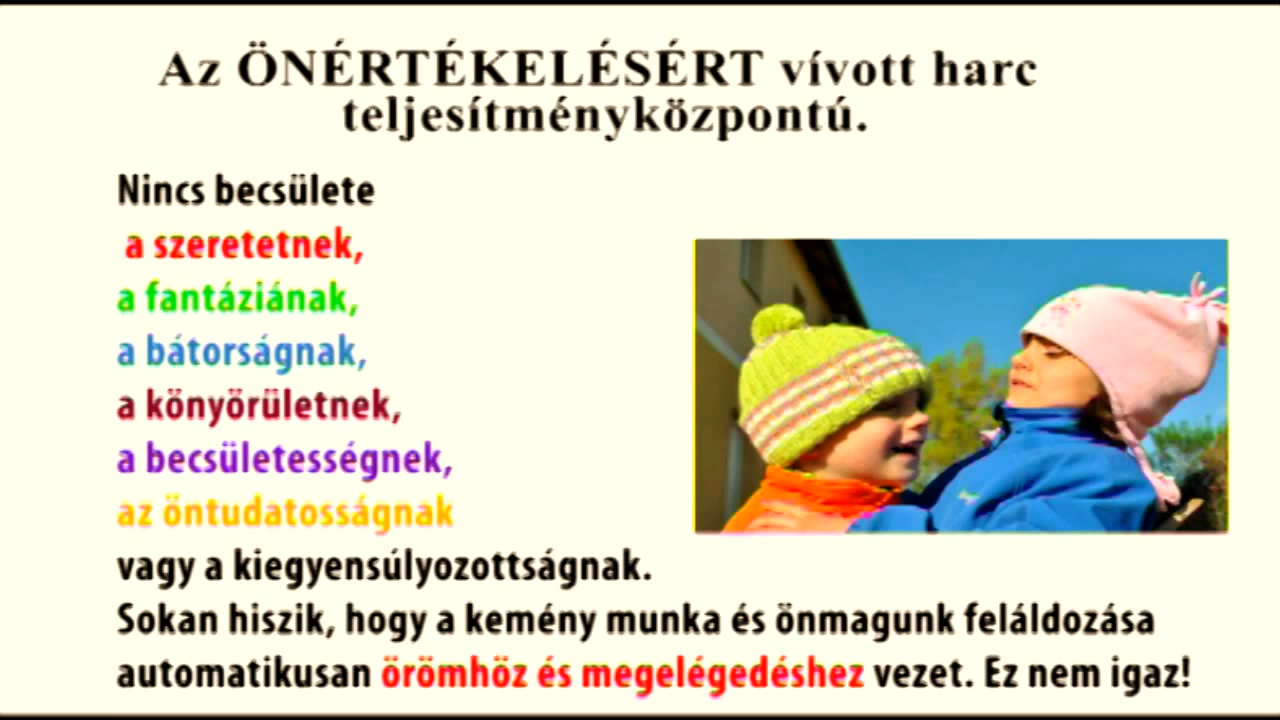 Az ÖNÉRTÉKELÉSÉRT vívott harc
teljesítményközpontú.
Nincs becsülete
a szeretetnek,
a fantáziának,
a bátorságnak,
a könyörületnek,
a becsületességnek,
az öntudatosságnak
vagy a kiegyensúlyozottságnak.
Sokan hiszik, hogy a kemény munka és önmagunk feláldozása
automatikusan örömhöz és megelégedéshez vezet. Ez nem igaz!